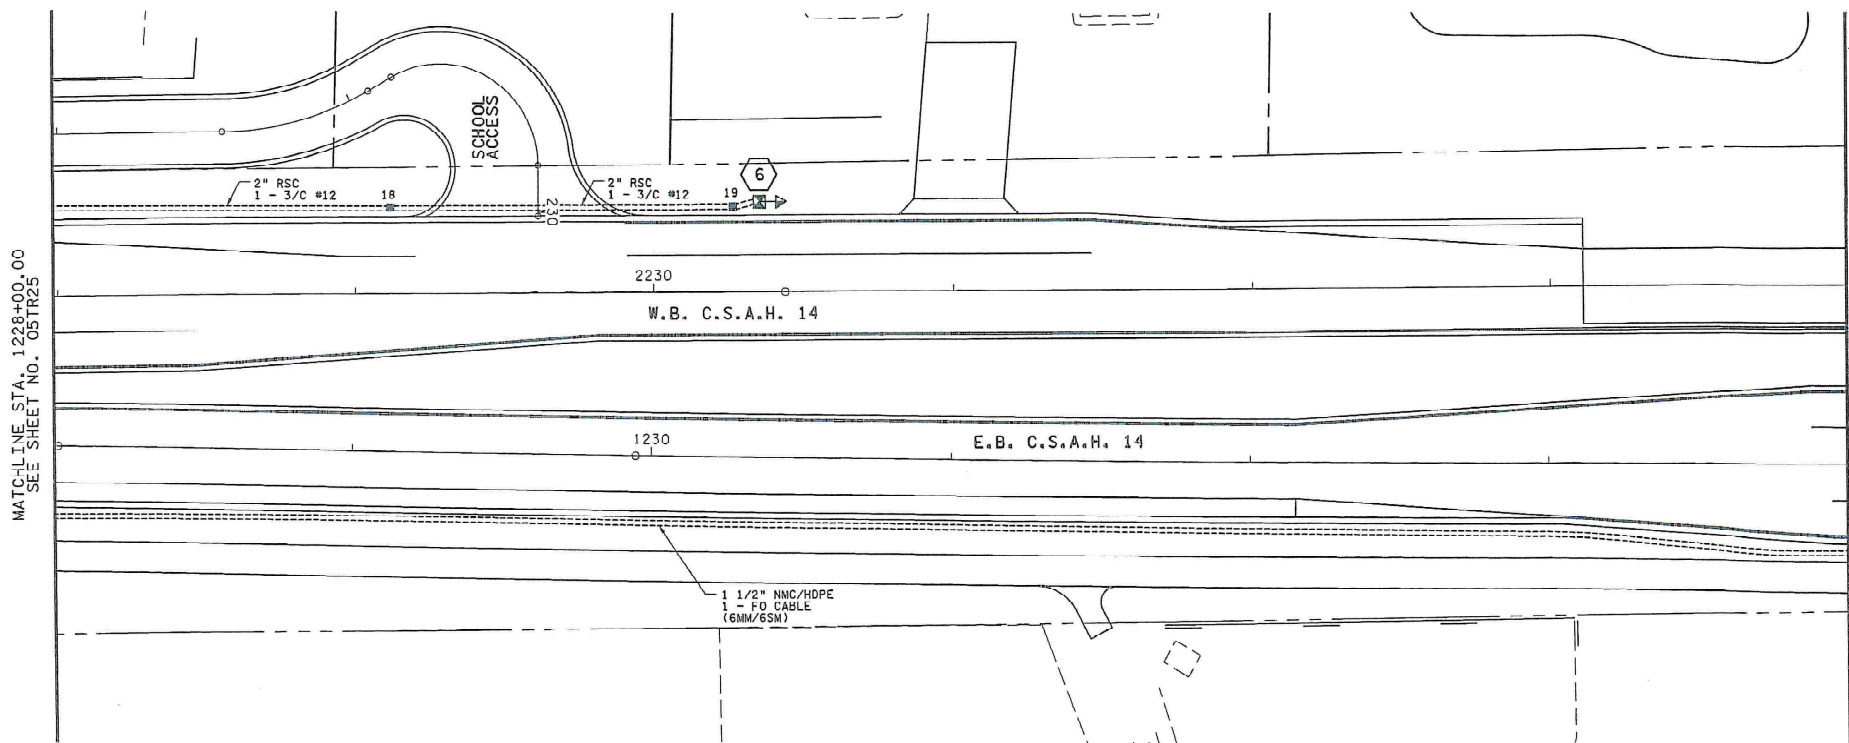 SCHOOL
ACCESS
2" RSC
1 - 3/C #12
18
2" RSC
1 - 3/C #12
19
6
230
2230
W.B. C.S.A.H. 14
MATCHLINE STA. 1228+00.00
SEE SHEET NO. 05TR25
1230
E.B. C.S.A.H. 14
1 1/2" NMC/HDPE
1 - FO CABLE
(6MM/6SM)